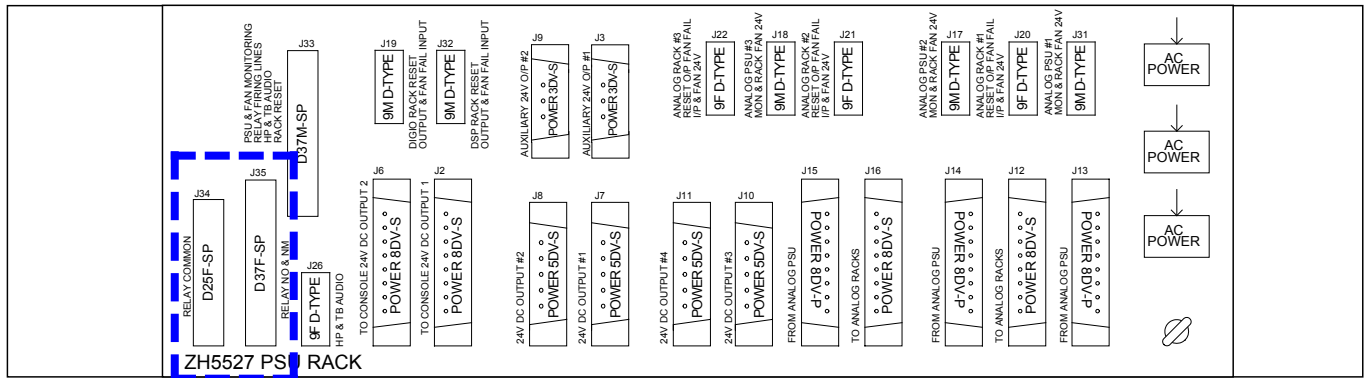 J33
PSU & FAN MONITORING
RELAY FIRING LINES
HP & TB AUDIO
RACK RESET
D37M-SP
J34
RELAY COMMON
D25F-SP
J35
D37F-SP
RELAY NO & NM
J26
9F D-TYPE
HP & TB AUDIO
J19
9M D-TYPE
DIGIO RACK RESET
OUTPUT & FAN FAIL INPUT
J32
9M D-TYPE
DSP RACK RESET
OUTPUT & FAN FAIL INPUT
J6
TO CONSOLE 24V DC OUTPUT 2
POWER 8DV-S
J2
TO CONSOLE 24V DC OUTPUT 1
POWER 8DV-S
J9
AUXILIARY 24V O/P #2
POWER 3DV-S
J3
AUXILIARY 24V O/P #1
POWER 3DV-S
J8
24V DC OUTPUT #2
POWER 5DV-S
J7
24V DC OUTPUT #1
POWER 5DV-S
J11
24V DC OUTPUT #4
POWER 5DV-S
J10
24V DC OUTPUT #3
POWER 5DV-S
J22
ANALOG RACK #3
RESET O/P FAN FAIL
I/P & FAN 24V
9F D-TYPE
J18
ANALOG PSU #3
MON & RACK FAN 24V
9M D-TYPE
J21
ANALOG RACK #2
RESET O/P FAN FAIL
I/P & FAN 24V
9F D-TYPE
J15
FROM ANALOG PSU
POWER 8DV-P
J16
TO ANALOG RACKS
POWER 8DV-S
J17
ANALOG PSU #2
MON & RACK FAN 24V
9M D-TYPE
J20
ANALOG RACK #1
RESET O/P FAN FAIL
I/P & FAN 24V
9F D-TYPE
J31
ANALOG PSU #1
MON & RACK FAN 24V
9M D-TYPE
J14
FROM ANALOG PSU
POWER 8DV-P
J12
TO ANALOG RACKS
POWER 8DV-S
J13
FROM ANALOG PSU
POWER 8DV-P
AC
POWER
AC
POWER
AC
POWER
ZH5527 PSU RACK